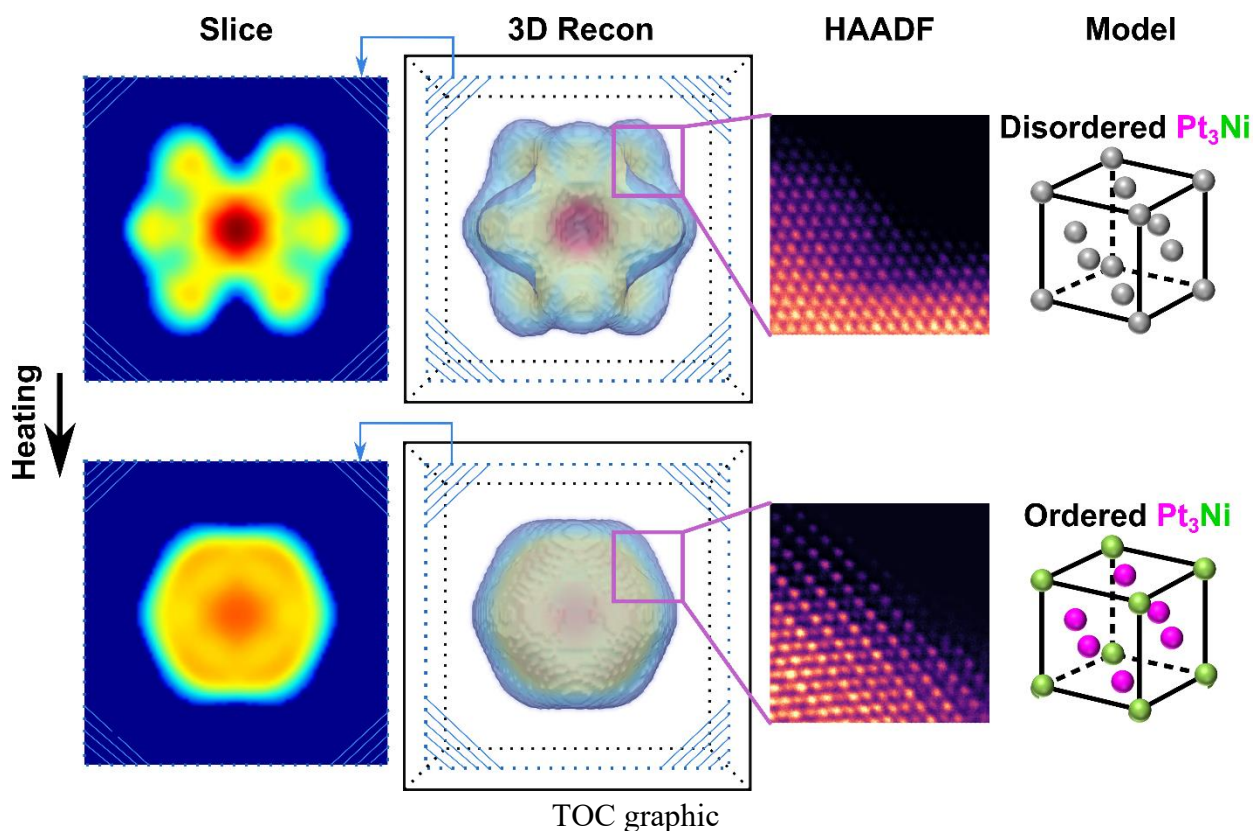 Slice 3D Recon HAADF Model
Disordered Pt₃Ni
Heating
Ordered Pt₃Ni
TOC graphic